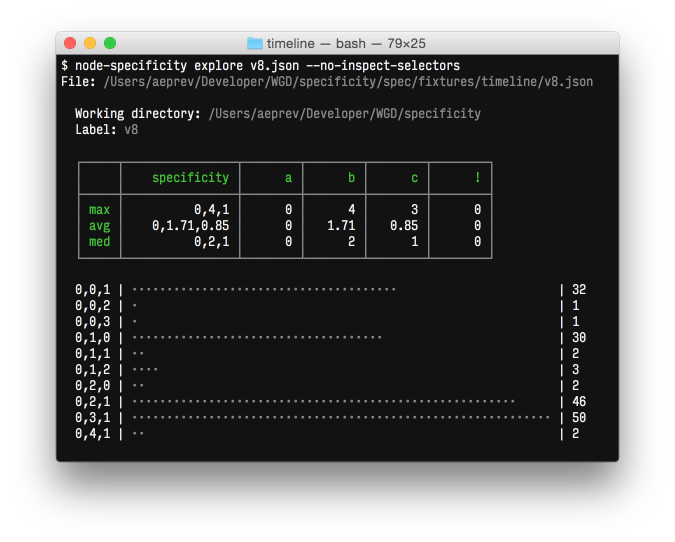 timeline — bash — 79×25
$ node-specificity explore v8.json --no-inspect-selectors
File: /Users/aeprev/Developer/WGD/specificity/spec/fixtures/timeline/v8.json
Working directory: /Users/aeprev/Developer/WGD/specificity
Label: v8
specificity a b c !
max 0,4,1 0 4 3 0
avg 0,1.71,0.85 0 1.71 0.85 0
med 0,2,1 0 2 1 0
0,0,1 | | 32
0,0,2 | | 1
0,0,3 | | 1
0,1,0 | | 30
0,1,1 | | 2
0,1,2 | | 3
0,2,0 | | 2
0,2,1 | | 46
0,3,1 | | 50
0,4,1 | | 2